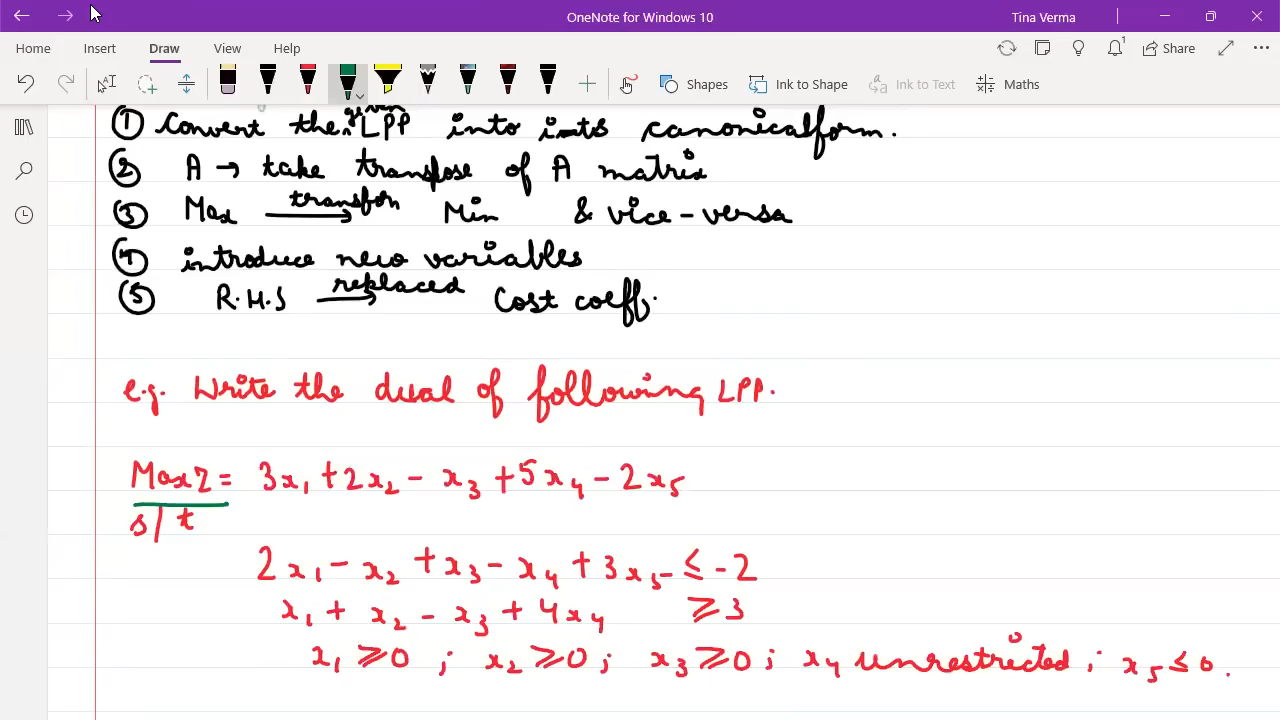 OneNote for Windows 10
Tina Verma
Home Insert Draw View Help
Share
Shapes Ink to Shape Ink to Text Maths
① Convert the given LPP into into canonical form.
② A → take transpose of A matrix
③ Max transform → Min & vice-versa
④ introduce new variables
⑤ R.H.S replaced → Cost coeff.
e.g. Write the dual of following LPP.
Max Z = 3x₁ + 2x₂ - x₃ + 5x₄ - 2x₅
s/t
2x₁ - x₂ + x₃ - x₄ + 3x₅ ≤ -2
x₁ + x₂ - x₃ + 4x₄ ≥ 3
x₁ ≥ 0 ; x₂ ≥ 0 ; x₃ ≥ 0 ; x₄ unrestricted ; x₅ ≤ 0.